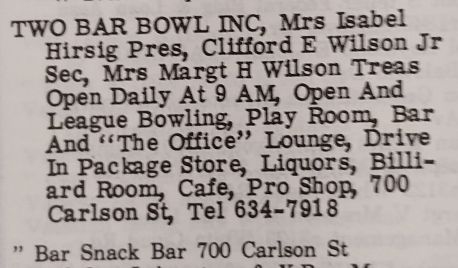 TWO BAR BOWL INC, Mrs Isabel
Hirsig Pres, Clifford E Wilson Jr
Sec, Mrs Margt H Wilson Treas
Open Daily At 9 AM, Open And
League Bowling, Play Room, Bar
And “The Office” Lounge, Drive
In Package Store, Liquors, Billi-
ard Room, Cafe, Pro Shop, 700
Carlson St, Tel 634-7918
” Bar Snack Bar 700 Carlson St